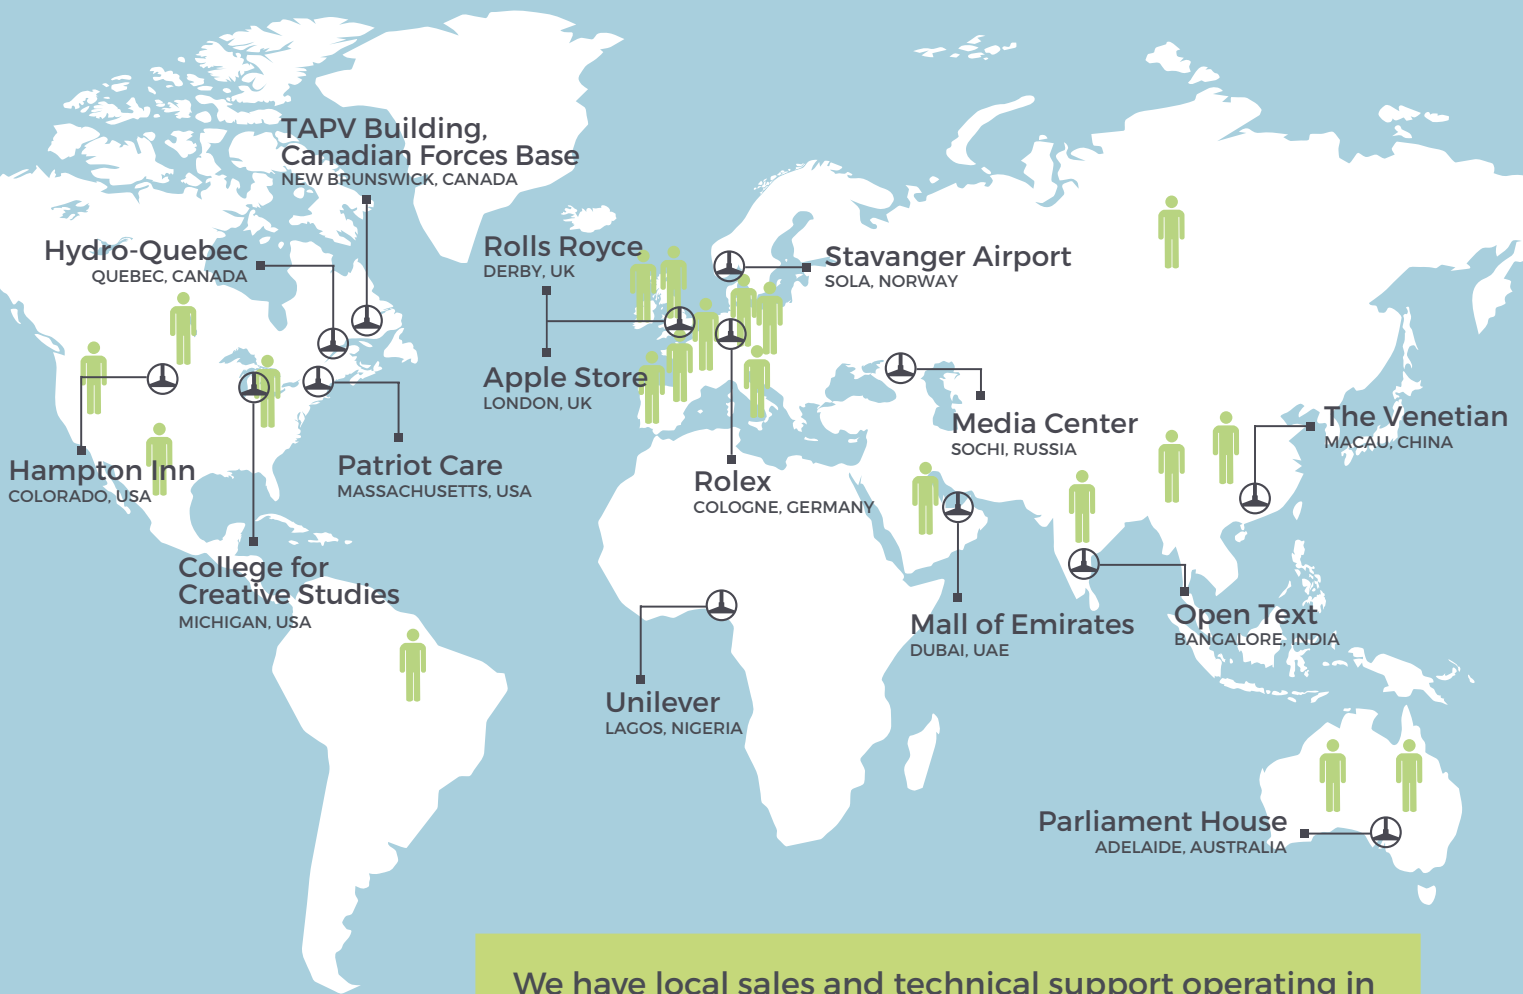 TAPV Building,
Canadian Forces Base
NEW BRUNSWICK, CANADA
Hydro-Quebec
QUEBEC, CANADA
Rolls Royce
DERBY, UK
Stavanger Airport
SOLA, NORWAY
Apple Store
LONDON, UK
Media Center
SOCHI, RUSSIA
The Venetian
MACAU, CHINA
Hampton Inn
COLORADO, USA
Patriot Care
MASSACHUSETTS, USA
Rolex
COLOGNE, GERMANY
College for
Creative Studies
MICHIGAN, USA
Mall of Emirates
DUBAI, UAE
Open Text
BANGALORE, INDIA
Unilever
LAGOS, NIGERIA
Parliament House
ADELAIDE, AUSTRALIA
We have local sales and technical support operating in